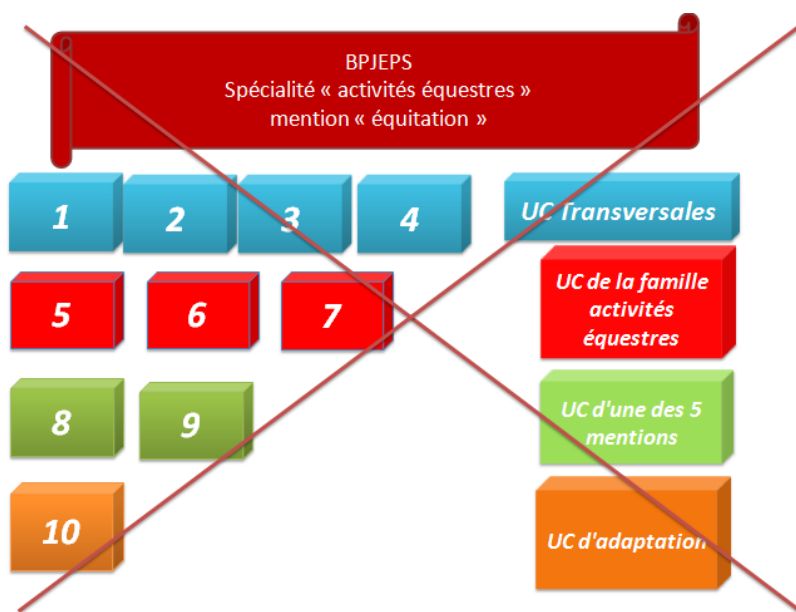 BPJEPS
Spécialité « activités équestres »
mention « équitation »
1 2 3 4 UC Transversales
5 6 7 UC de la famille
activités
équestres
8 9 UC d'une des 5
mentions
10 UC d'adaptation